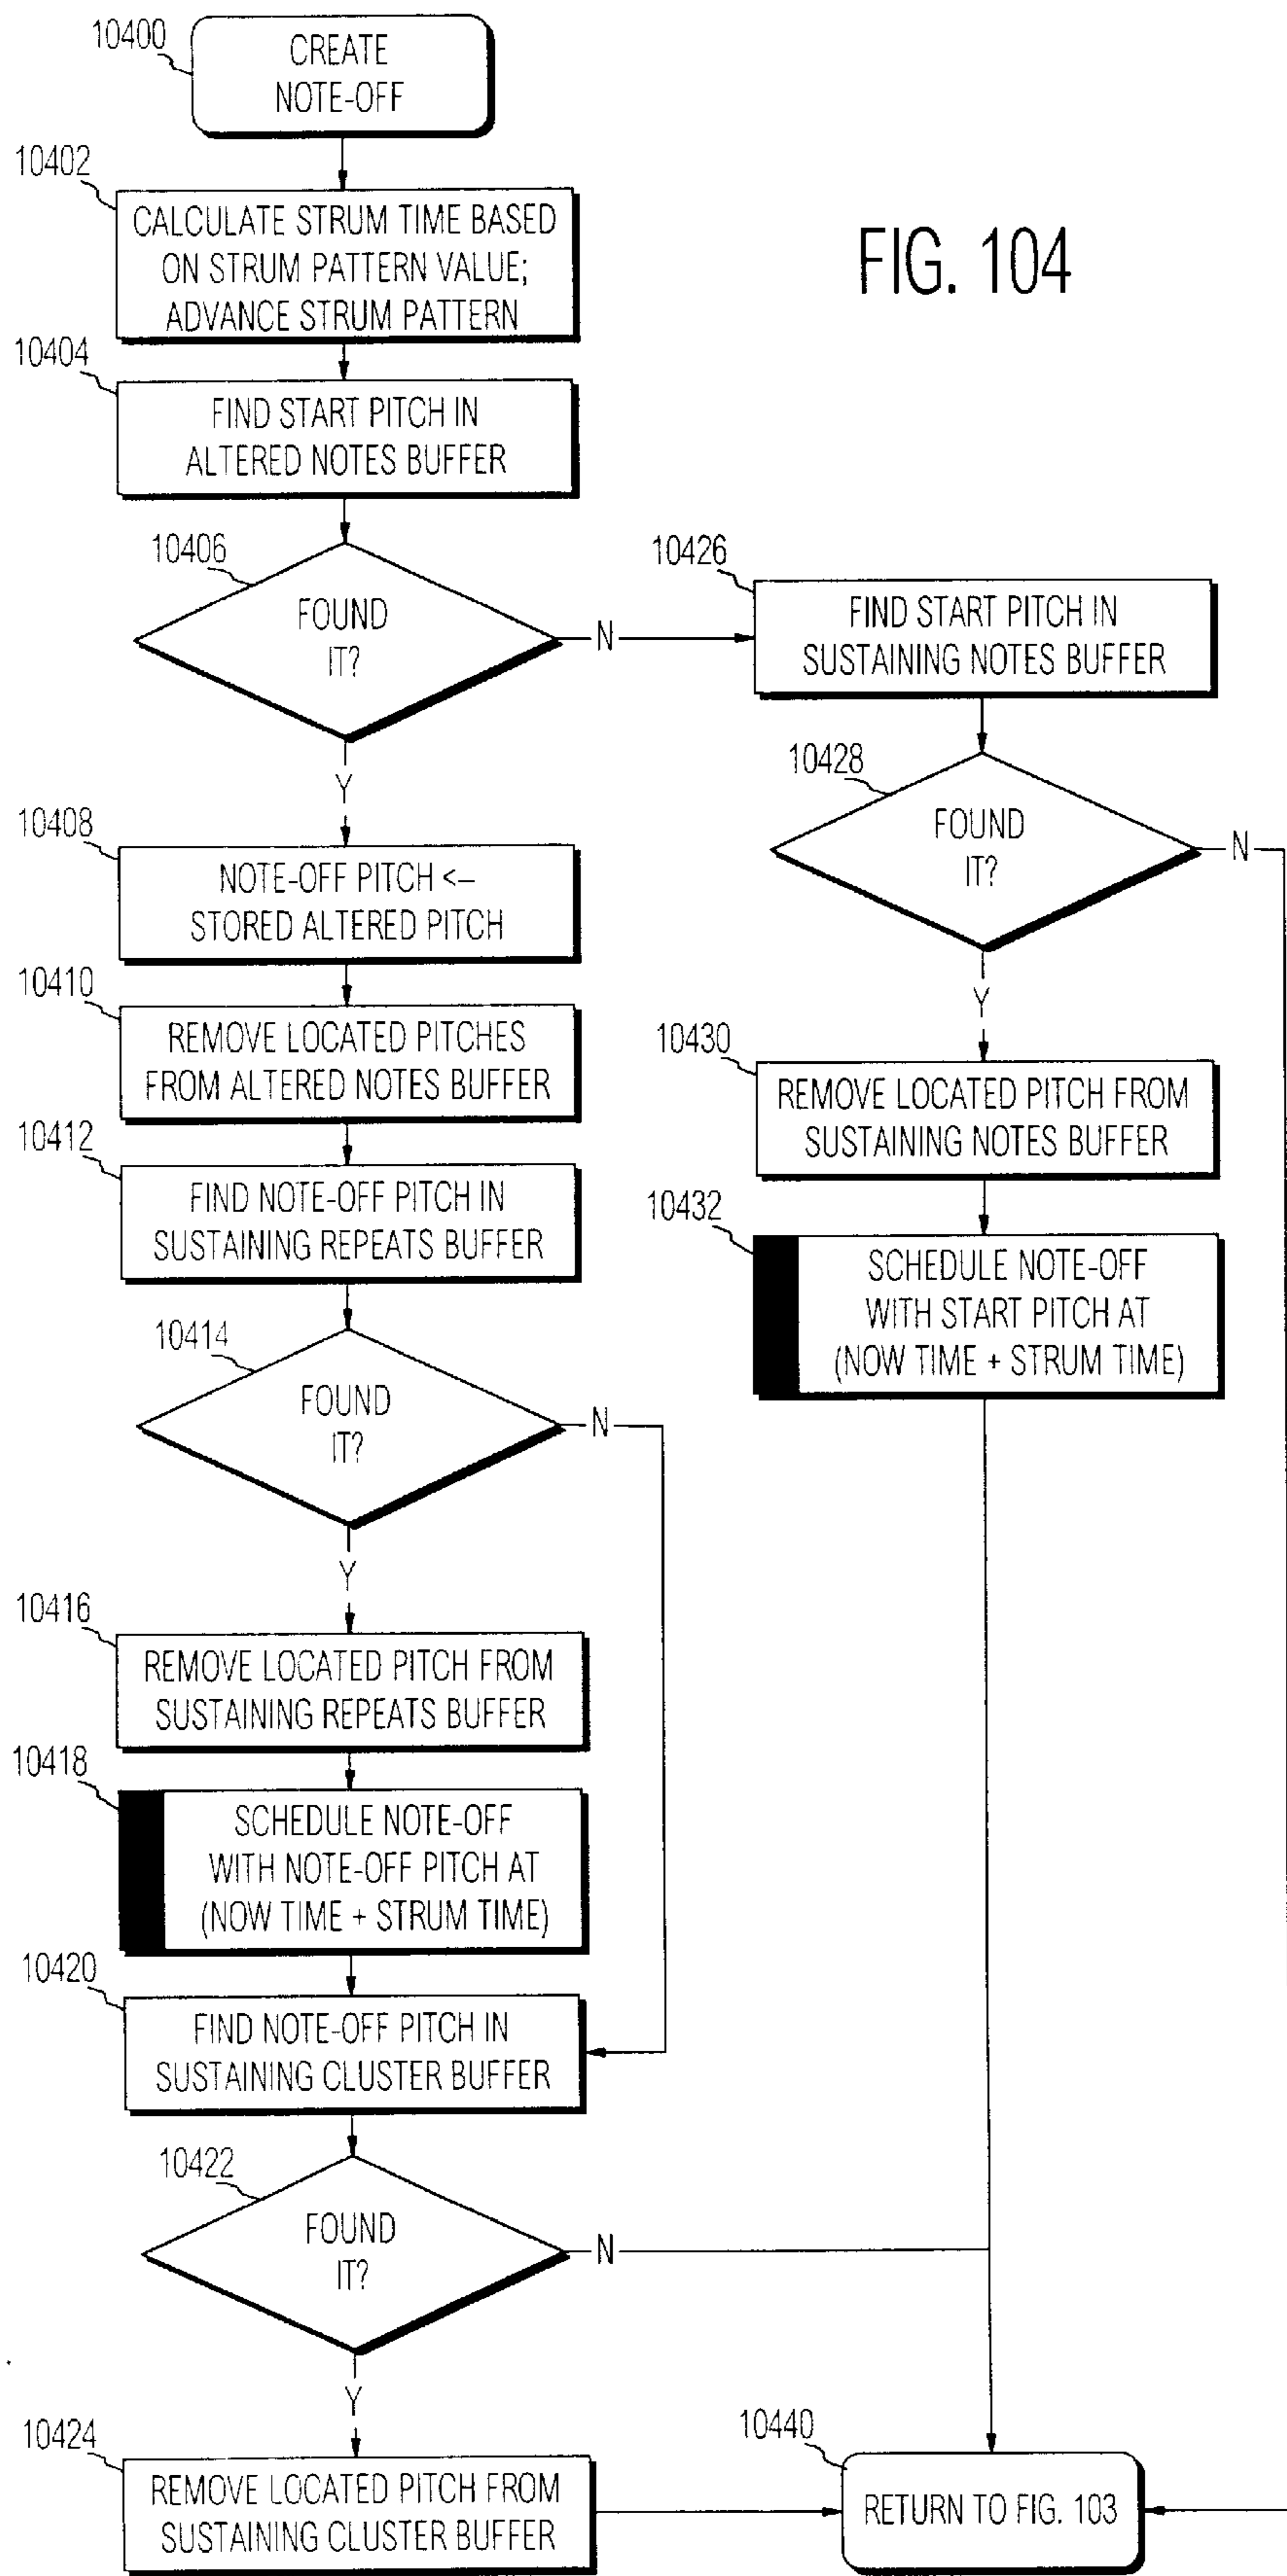 FIG. 104
10400
CREATE
NOTE-OFF
10402
CALCULATE STRUM TIME BASED
ON STRUM PATTERN VALUE;
ADVANCE STRUM PATTERN
10404
FIND START PITCH IN
ALTERED NOTES BUFFER
10406
FOUND
IT?
N
Y
10408
NOTE-OFF PITCH <–
STORED ALTERED PITCH
10410
REMOVE LOCATED PITCHES
FROM ALTERED NOTES BUFFER
10412
FIND NOTE-OFF PITCH IN
SUSTAINING REPEATS BUFFER
10414
FOUND
IT?
N
Y
10416
REMOVE LOCATED PITCH FROM
SUSTAINING REPEATS BUFFER
10418
SCHEDULE NOTE-OFF
WITH NOTE-OFF PITCH AT
(NOW TIME + STRUM TIME)
10420
FIND NOTE-OFF PITCH IN
SUSTAINING CLUSTER BUFFER
10422
FOUND
IT?
N
Y
10424
REMOVE LOCATED PITCH FROM
SUSTAINING CLUSTER BUFFER
10426
FIND START PITCH IN
SUSTAINING NOTES BUFFER
10428
FOUND
IT?
N
Y
10430
REMOVE LOCATED PITCH FROM
SUSTAINING NOTES BUFFER
10432
SCHEDULE NOTE-OFF
WITH START PITCH AT
(NOW TIME + STRUM TIME)
10440
RETURN TO FIG. 103